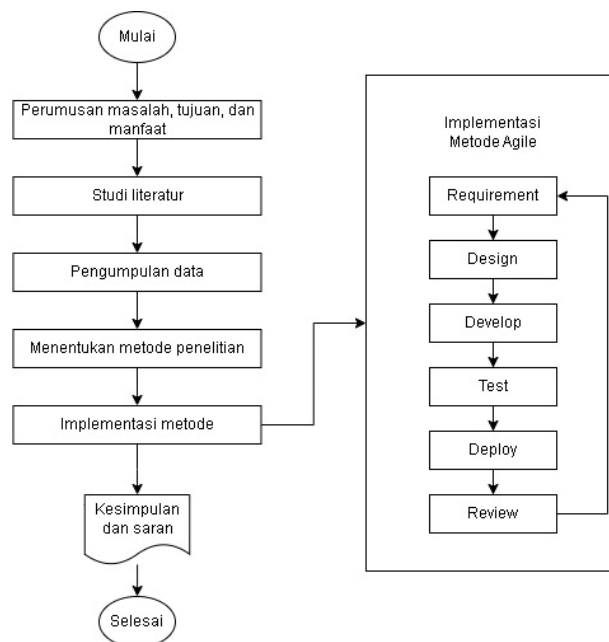 Mulai
Perumusan masalah, tujuan, dan
manfaat
Studi literatur
Pengumpulan data
Menentukan metode penelitian
Implementasi metode
Kesimpulan
dan saran
Selesai
Implementasi
Metode Agile
Requirement
Design
Develop
Test
Deploy
Review